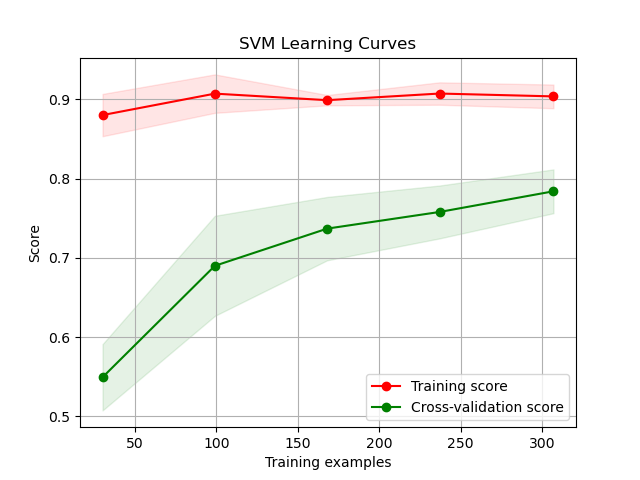 SVM Learning Curves
0.9
0.8
0.7
0.6
0.5
Score
50 100 150 200 250 300
Training examples
Training score
Cross-validation score